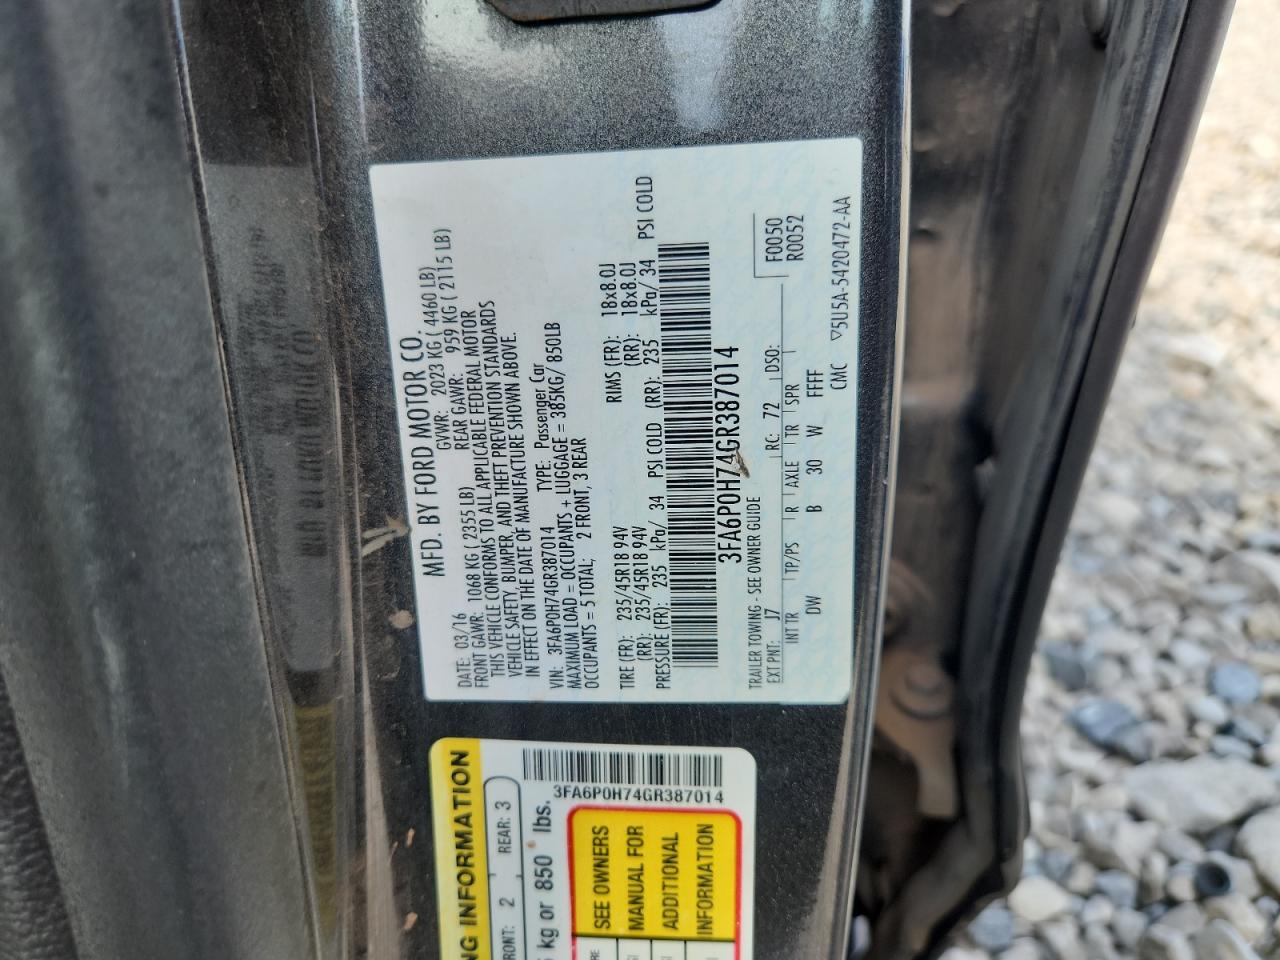 MFD. BY FORD MOTOR CO.
DATE: 03/16 GVWR: 2023 KG ( 4460 LB)
FRONT GAWR: 1068 KG ( 2355 LB) REAR GAWR: 959 KG ( 2115 LB)
THIS VEHICLE CONFORMS TO ALL APPLICABLE FEDERAL MOTOR
VEHICLE SAFETY, BUMPER, AND THEFT PREVENTION STANDARDS
IN EFFECT ON THE DATE OF MANUFACTURE SHOWN ABOVE.
VIN: 3FA6P0H74GR387014 TYPE: Passenger Car
MAXIMUM LOAD = OCCUPANTS + LUGGAGE = 385KG/ 850LB
OCCUPANTS = 5 TOTAL; 2 FRONT, 3 REAR
TIRE (FR): 235/45R18 94V RIMS (FR): 18x8.0J
(RR): 235/45R18 94V (RR): 18x8.0J
PRESSURE (FR): 235 kPa/ 34 PSI COLD (RR): 235 kPa/ 34 PSI COLD
3FA6P0H74GR387014
TRAILER TOWING - SEE OWNER GUIDE
F0050
R0052
EXT PNT: J7 RC: 72 DSO:
INT TR TP/PS R AXLE TR SPR
DW B 30 W FFFF
CMC ▽5U5A-5420472-AA
NG INFORMATION
FRONT: 2 REAR: 3
kg or 850 lbs.
3FA6P0H74GR387014
SEE OWNERS
MANUAL FOR
ADDITIONAL
INFORMATION